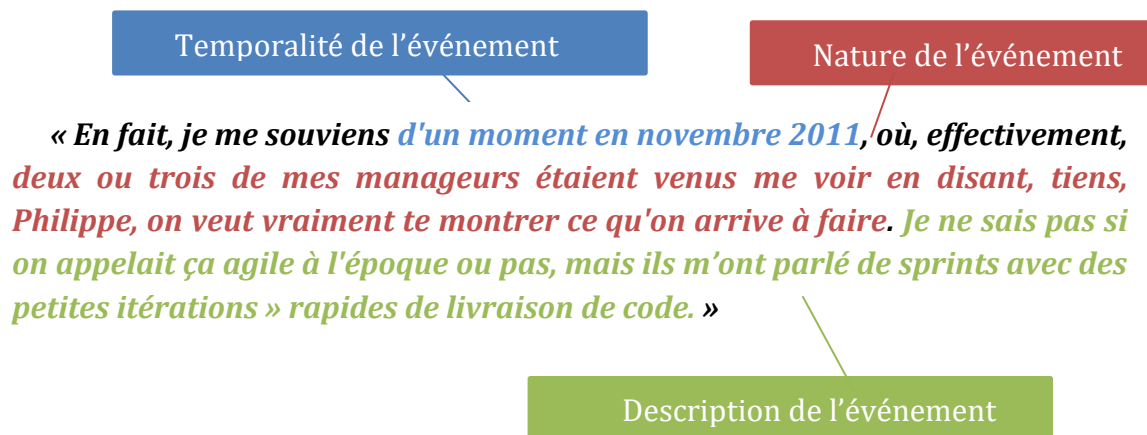 Temporalité de l’événement
Nature de l’événement
« En fait, je me souviens d'un moment en novembre 2011, où, effectivement,
deux ou trois de mes manageurs étaient venus me voir en disant, tiens,
Philippe, on veut vraiment te montrer ce qu'on arrive à faire. Je ne sais pas si
on appelait ça agile à l'époque ou pas, mais ils m’ont parlé de sprints avec des
petites itérations » rapides de livraison de code. »
Description de l’événement